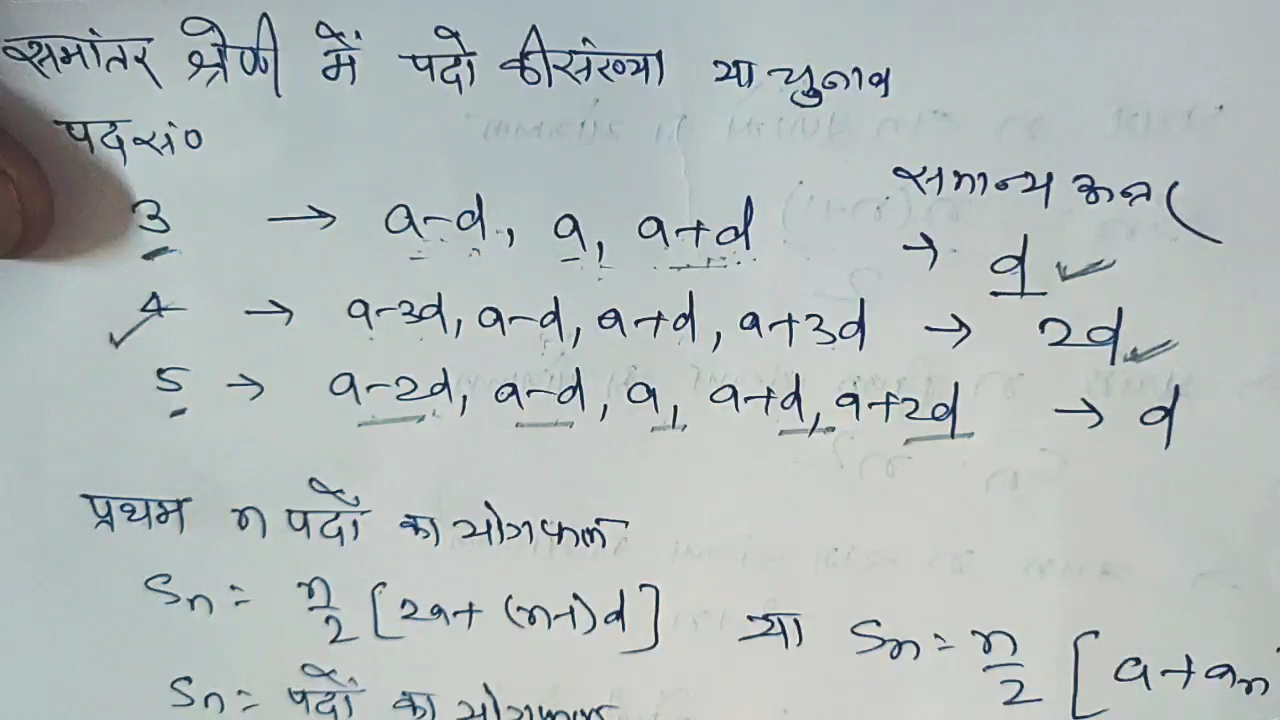 समांतर श्रेणी में पदो की संख्या या चुनाव
पद सं०
सामान्य अन्तर
3 → a-d, a, a+d → d
4 → a-3d, a-d, a+d, a+3d → 2d
5 → a-2d, a-d, a, a+d, a+2d → d
प्रथम n पदों का योगफल
Sn = n/2 [2a+(n-1)d] या Sn = n/2 [a+an
Sn = पदों का योगफल